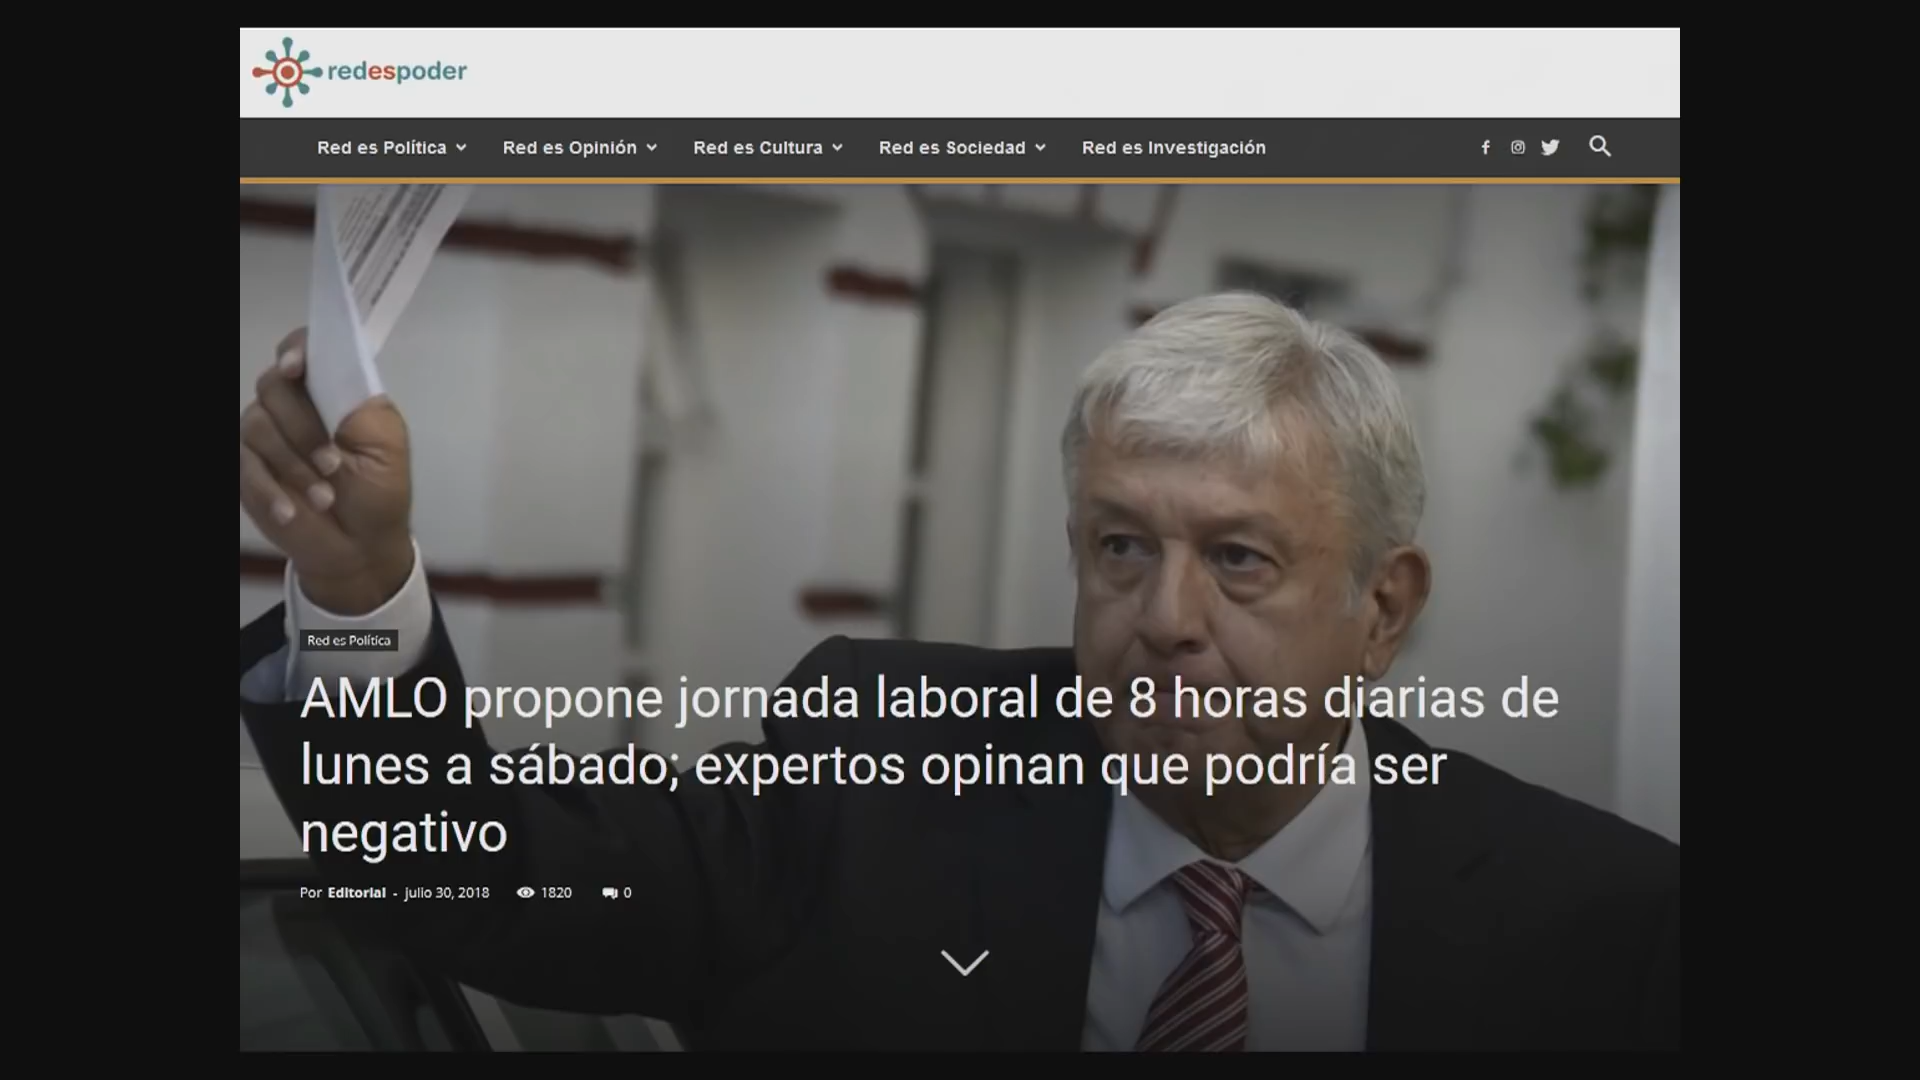 redespoder
Red es Política Red es Opinión Red es Cultura Red es Sociedad Red es Investigación
Red es Política
AMLO propone jornada laboral de 8 horas diarias de
lunes a sábado; expertos opinan que podría ser
negativo
Por Editorial - julio 30, 2018 1820 0